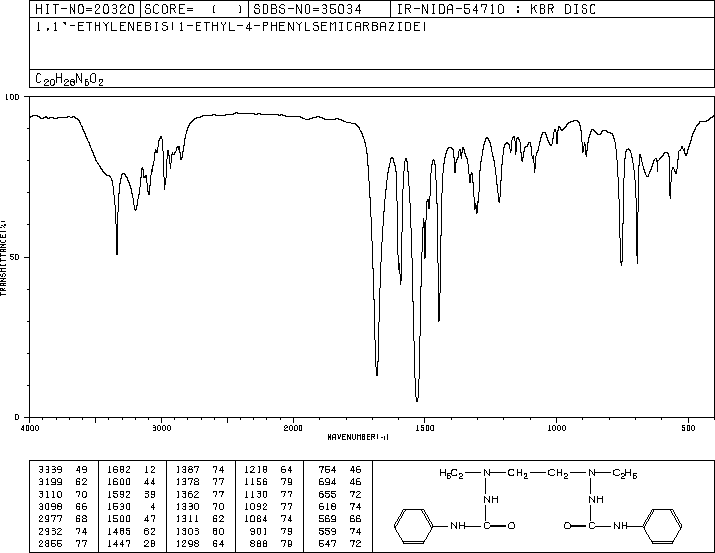 HIT-NO=20320 SCORE= ( ) SDBS-NO=35034 IR-NIDA-54710 : KBR DISC
1,1'-ETHYLENEBIS(1-ETHYL-4-PHENYLSEMICARBAZIDE)
C20H28N6O2
100
50
0
TRANSMITTANCE(%)
4000 3000 2000 1500 1000 500
WAVENUMBER(-1)
3339 49 1682 12 1387 74 1218 64 754 46
3199 62 1600 44 1378 77 1156 79 694 46
3110 70 1592 39 1362 77 1130 77 655 72
3098 66 1530 4 1330 70 1092 77 618 74
2977 68 1500 47 1311 62 1084 74 569 66
2932 74 1485 62 1303 60 901 79 559 74
2855 77 1447 28 1298 64 888 79 547 72
H5C2 N CH2 CH2 N C2H5
NH NH
NH C O O C NH